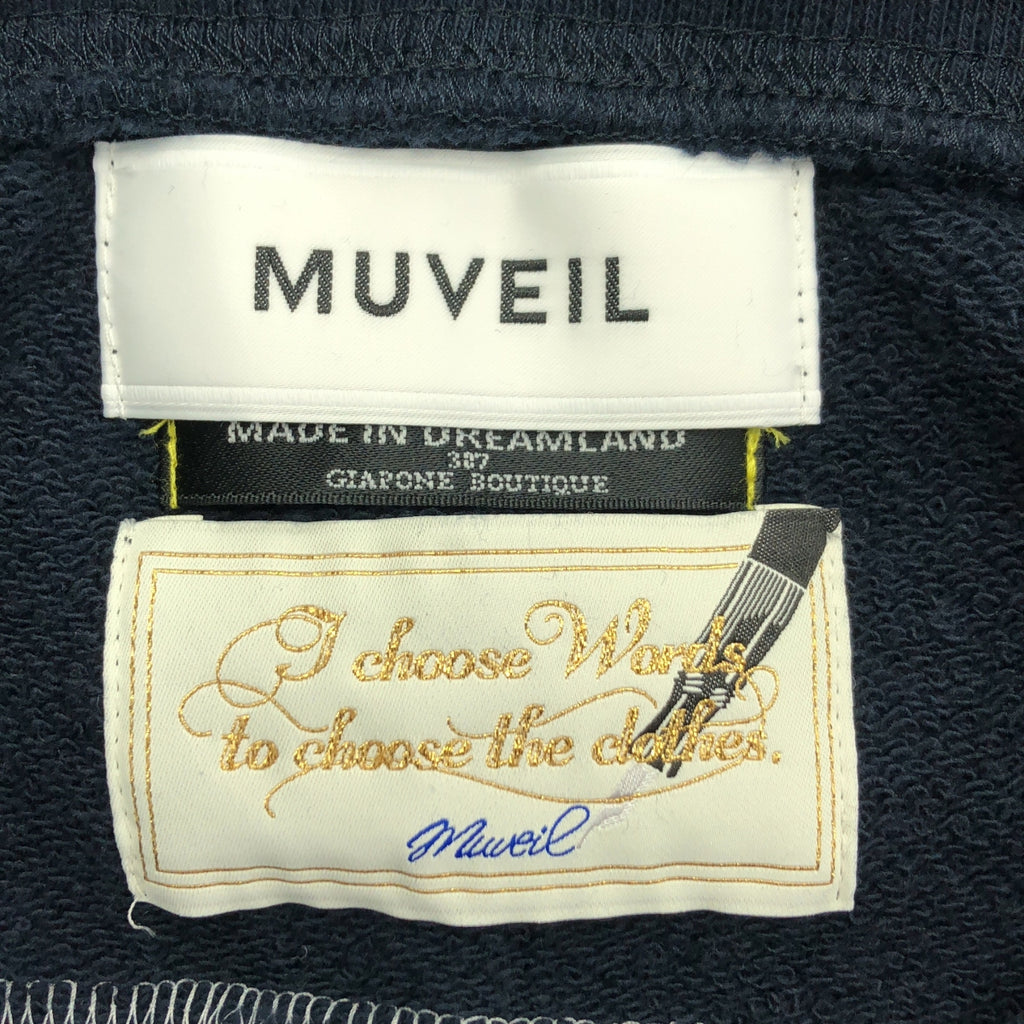 MUVEIL
MADE IN DREAMLAND
387
GIAPONE BOUTIQUE
I choose Words
to choose the clothes.
Muveil